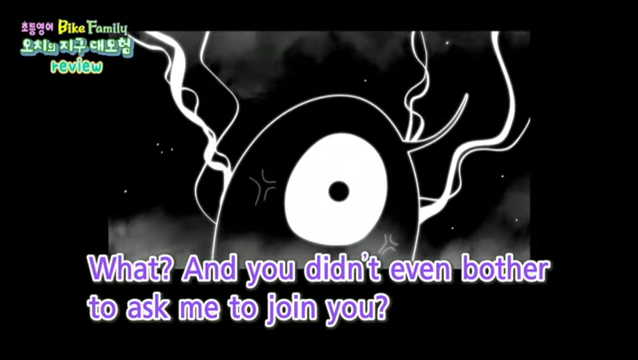 초등영어 Bike Family
오치의 지구 대모험
review
What? And you didn't even bother
to ask me to join you?